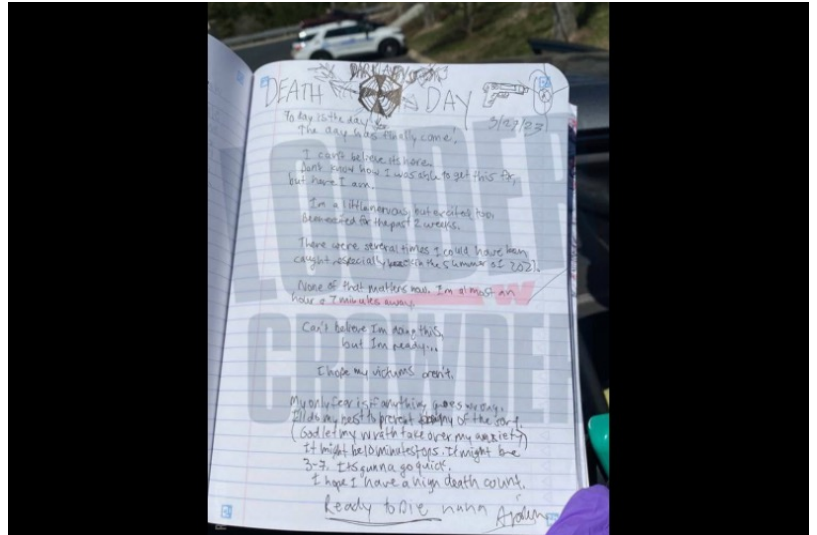 DARK ABYSS
DEATH DAY
3/27/23
Today is the day
The day has finally come!
I can't believe its here.
Dont know how I was able to get this far,
but here I am.
I'm a little nervous, but excited too.
Been excited for the past 2 weeks.
There were several times I could have been
caught, especially in the summer of 2021.
None of that matters now. I'm almost an
hour & 7 minutes away.
Can't believe I'm doing this,
but I'm ready...
I hope my victims aren't.
My only fear is if anything goes wrong.
I'll do my best to prevent any of the sort.
(God let my wrath take over my anxiety)
It might be 10 minutes tops. It might be
3-7. Its gunna go quick.
I hope I have a high death count.
Ready to Die haha
Aiden
LOUDER
W
CROWDER